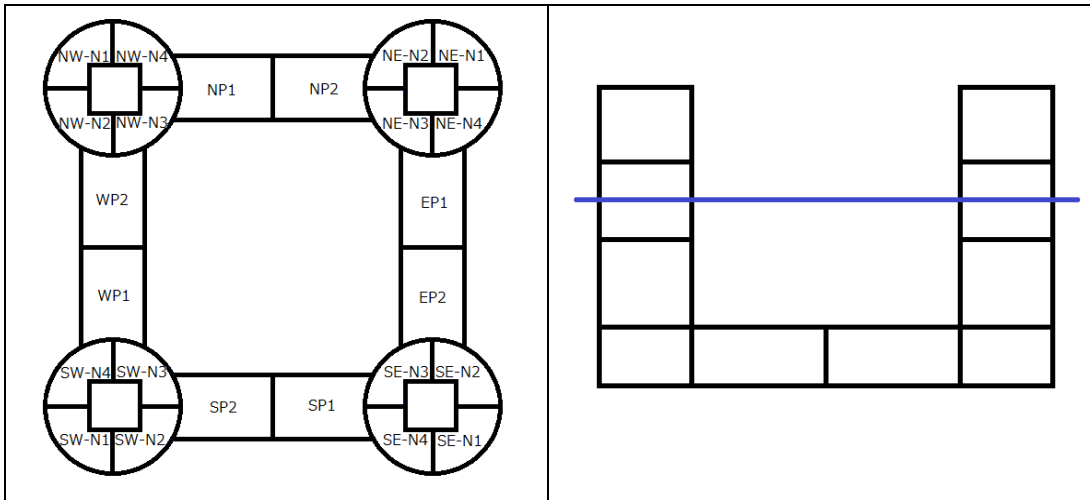 NW-N1 NW-N4
NE-N2 NE-N1
NP1 NP2
NW-N2 NW-N3
NE-N3 NE-N4
WP2
EP1
WP1
EP2
SW-N4 SW-N3
SE-N3 SE-N2
SP2 SP1
SW-N1 SW-N2
SE-N4 SE-N1